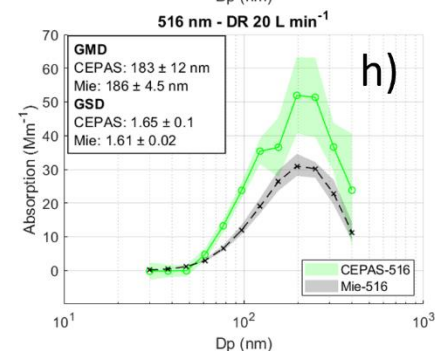 Dp (nm)
516 nm - DR 20 L min⁻¹
GMD
CEPAS: 183 ± 12 nm
Mie: 186 ± 4.5 nm
GSD
CEPAS: 1.65 ± 0.1
Mie: 1.61 ± 0.02
h)
Absorption (Mm⁻¹)
70
60
50
40
30
20
10
0
CEPAS-516
Mie-516
10¹
10²
10³
Dp (nm)